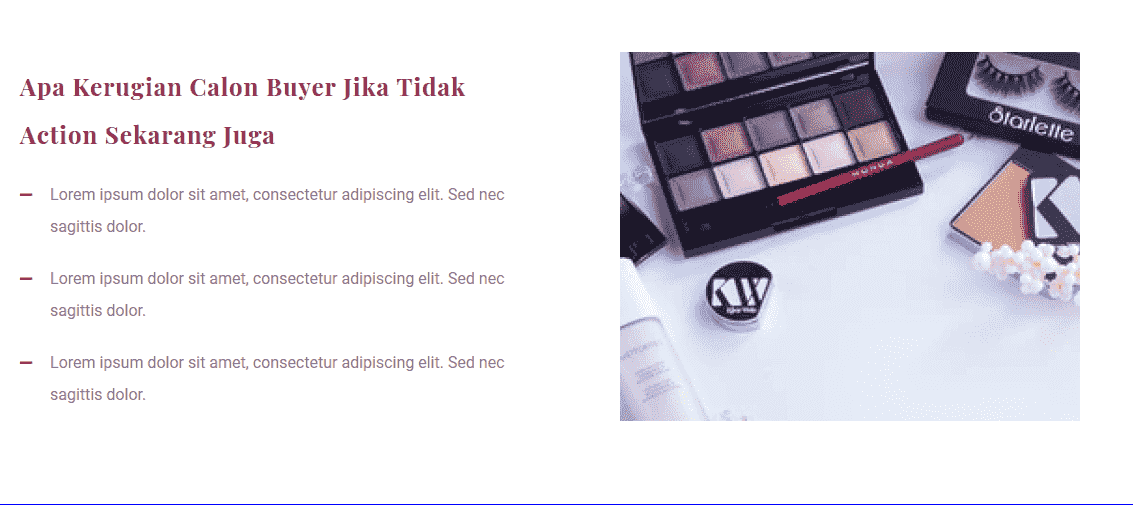 Apa Kerugian Calon Buyer Jika Tidak
Action Sekarang Juga
Lorem ipsum dolor sit amet, consectetur adipiscing elit. Sed nec
sagittis dolor.
Lorem ipsum dolor sit amet, consectetur adipiscing elit. Sed nec
sagittis dolor.
Lorem ipsum dolor sit amet, consectetur adipiscing elit. Sed nec
sagittis dolor.
Starlette
KW